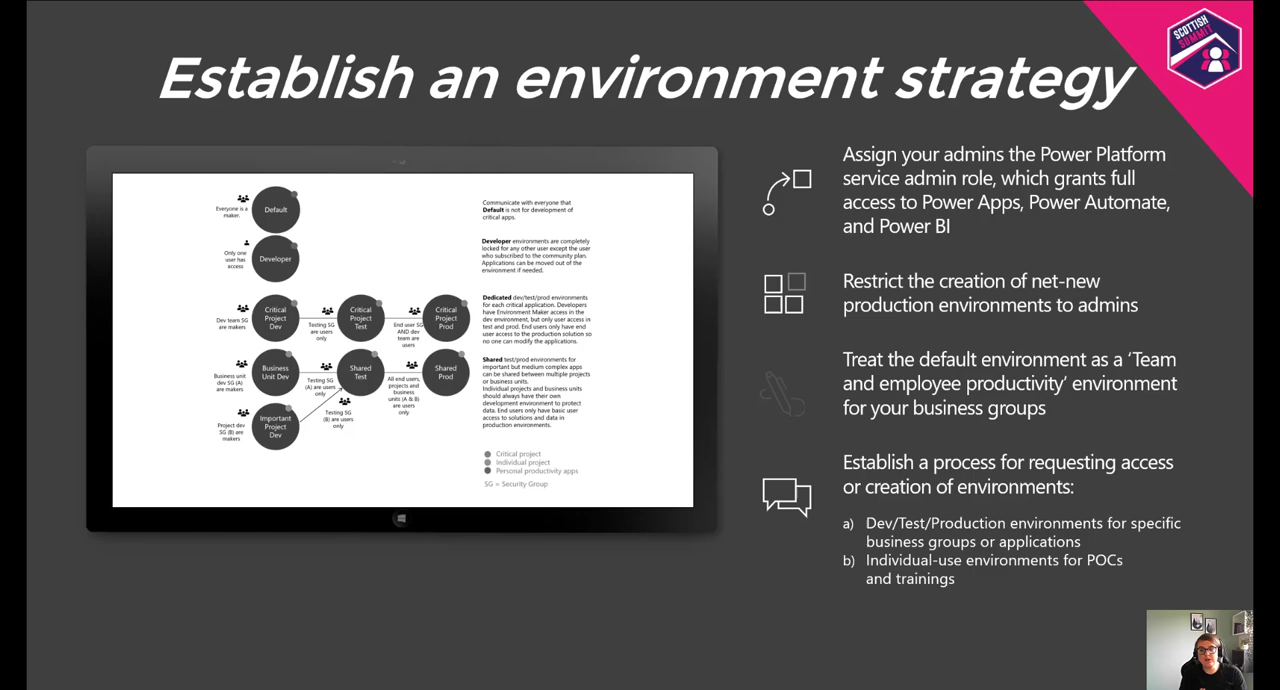 Establish an environment strategy
SCOTTISH
SUMMIT
Everyone is a
maker.
Default
Communicate with everyone that
Default is not for development of
critical apps.
Only one
user has
access
Developer
Developer environments are completely
locked for any other user except the user
who subscribed to the community plan.
Applications can be moved out of the
environment if needed.
Dev team SG
are makers
Critical
Project
Dev
Testing SG
are users
only
Critical
Project
Test
End user SG
AND dev
team are
users
Critical
Project
Prod
Dedicated dev/test/prod environments
for each critical application. Developers
have Environment Maker access in the
dev environment, but only user access in
test and prod. End users only have end
user access to the production solution so
no one can modify the applications.
Business unit
dev SG (A)
are makers
Business
Unit Dev
Testing SG
(A) are users
only
Shared
Test
All end users,
projects and
business
units (A & B)
are users
only
Shared
Prod
Shared test/prod environments for
important but medium complex apps
can be shared between multiple projects
or business units.
Individual projects and business units
should always have their own
development environment to protect
data. End users only have basic user
access to solutions and data in
production environments.
Project dev
SG (B) are
makers
Important
Project
Dev
Testing SG
(B) are users
only
Critical project
Individual project
Personal productivity apps
SG = Security Group
Assign your admins the Power Platform
service admin role, which grants full
access to Power Apps, Power Automate,
and Power BI
Restrict the creation of net-new
production environments to admins
Treat the default environment as a ‘Team
and employee productivity’ environment
for your business groups
Establish a process for requesting access
or creation of environments:
a) Dev/Test/Production environments for specific
business groups or applications
b) Individual-use environments for POCs
and trainings